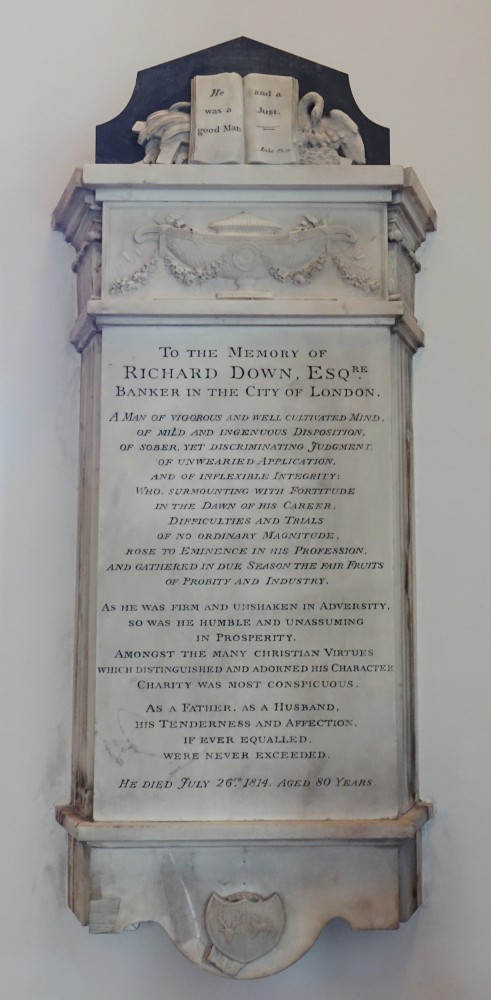 He
was a
good Man
and a
Just.
TO THE MEMORY OF
RICHARD DOWN, ESQRE
BANKER IN THE CITY OF LONDON.
A MAN OF VIGOROUS AND WELL CULTIVATED MIND,
OF MILD AND INGENUOUS DISPOSITION,
OF SOBER, YET DISCRIMINATING JUDGMENT,
OF UNWEARIED APPLICATION,
AND OF INFLEXIBLE INTEGRITY;
WHO, SURMOUNTING WITH FORTITUDE
IN THE DAWN OF HIS CAREER,
DIFFICULTIES AND TRIALS
OF NO ORDINARY MAGNITUDE,
ROSE TO EMINENCE IN HIS PROFESSION,
AND GATHERED IN DUE SEASON THE FAIR FRUITS
OF PROBITY AND INDUSTRY.
AS HE WAS FIRM AND UNSHAKEN IN ADVERSITY,
SO WAS HE HUMBLE AND UNASSUMING
IN PROSPERITY.
AMONGST THE MANY CHRISTIAN VIRTUES
WHICH DISTINGUISHED AND ADORNED HIS CHARACTER
CHARITY WAS MOST CONSPICUOUS.
AS A FATHER, AS A HUSBAND,
HIS TENDERNESS AND AFFECTION,
IF EVER EQUALLED,
WERE NEVER EXCEEDED.
HE DIED JULY 26TH 1814. AGED 80 YEARS